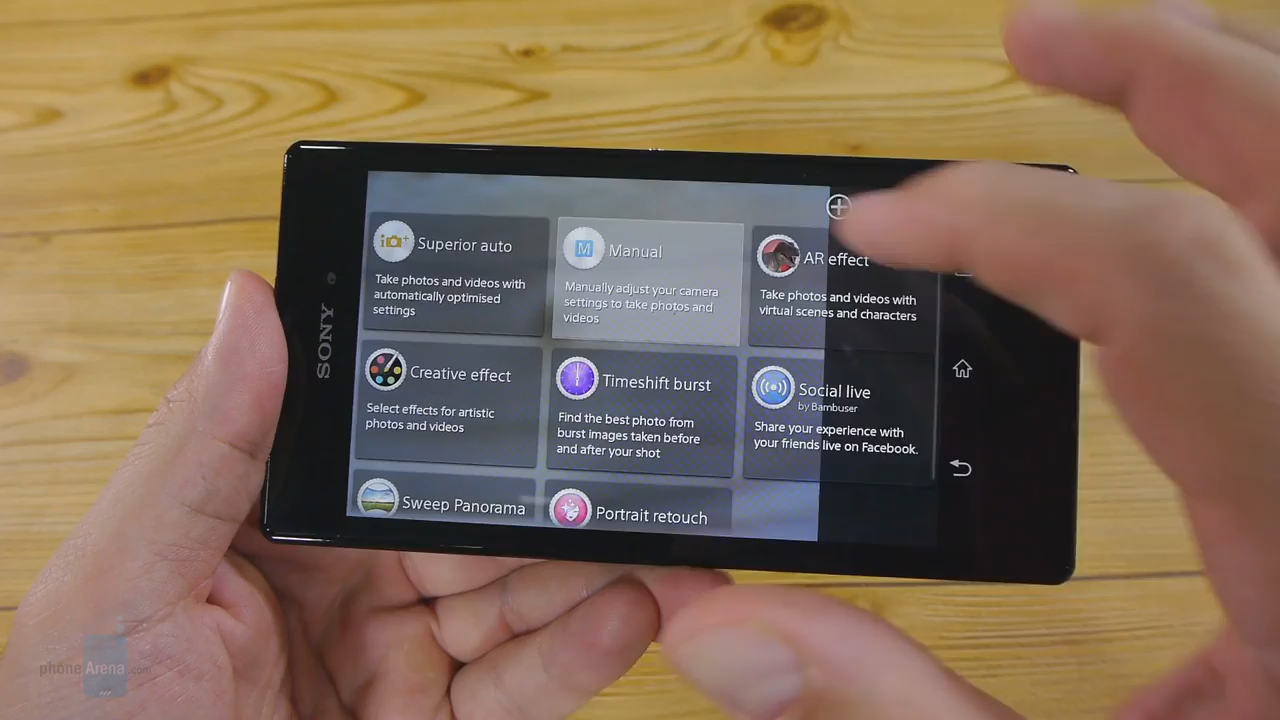 SONY
Superior auto
Take photos and videos with
automatically optimised
settings
M
Manual
Manually adjust your camera
settings to take photos and
videos
AR effect
Take photos and videos with
virtual scenes and characters
Creative effect
Select effects for artistic
photos and videos
Timeshift burst
Find the best photo from
burst images taken before
and after your shot
Social live
by Bambuser
Share your experience with
your friends live on Facebook.
Sweep Panorama
Portrait retouch
phoneArena.com